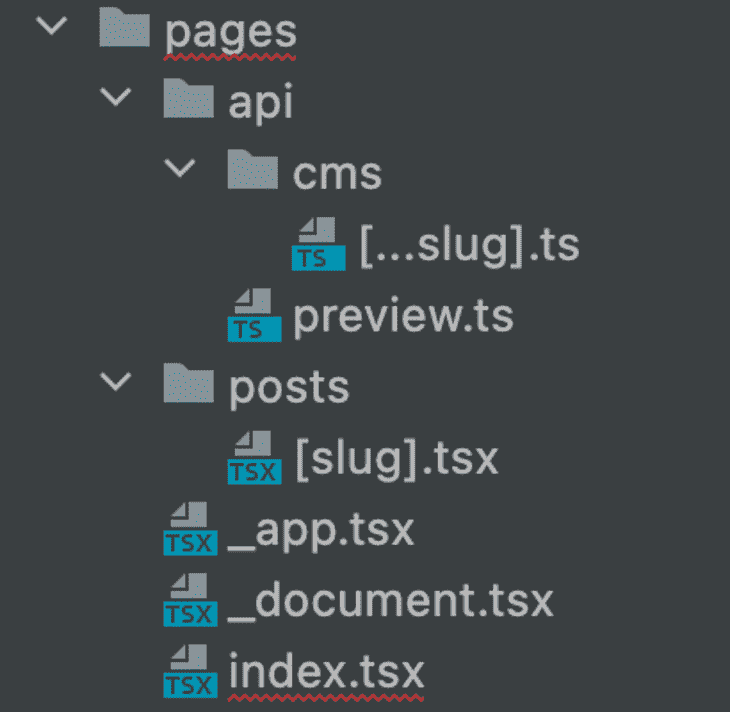 pages
api
cms
TS [...slug].ts
TS preview.ts
posts
TSX [slug].tsx
TSX _app.tsx
TSX _document.tsx
TSX index.tsx